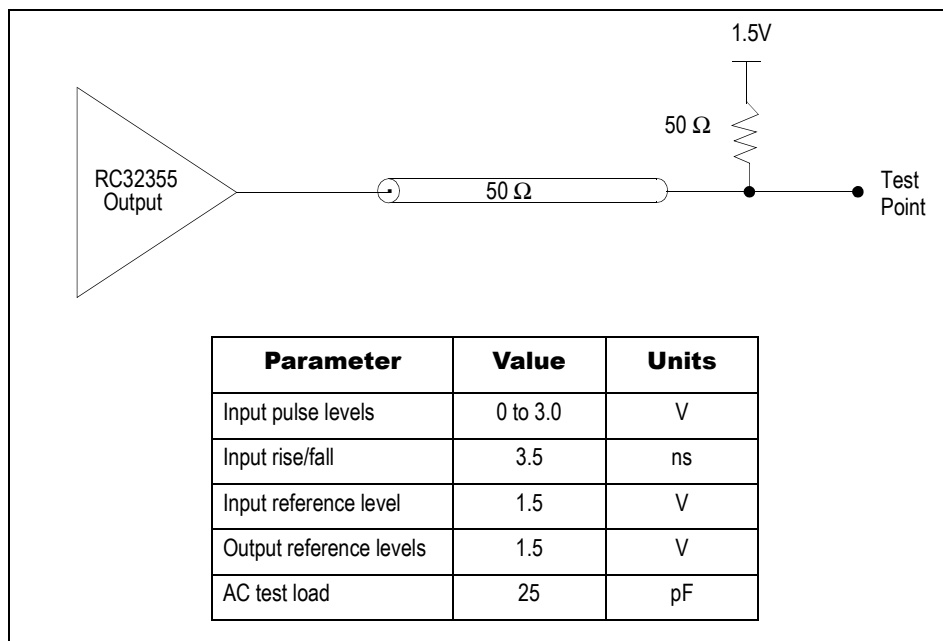 1.5V
50 Ω
RC32355
Output
50 Ω
Test
Point
Parameter Value Units
Input pulse levels 0 to 3.0 V
Input rise/fall 3.5 ns
Input reference level 1.5 V
Output reference levels 1.5 V
AC test load 25 pF